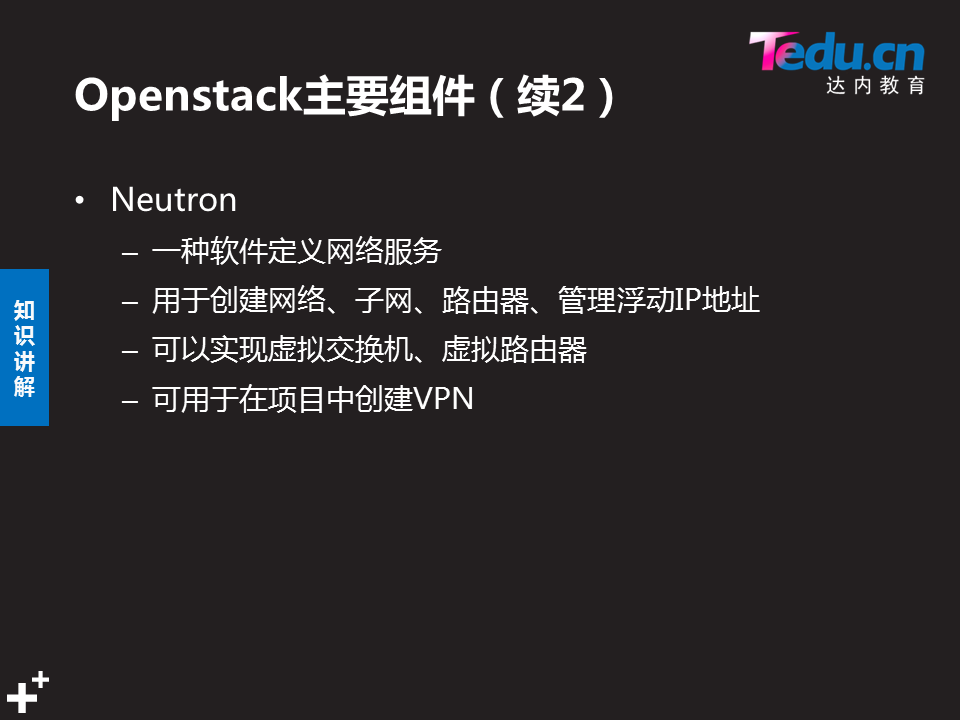 Tedu.cn
达内教育
Openstack主要组件（续2）
• Neutron
– 一种软件定义网络服务
– 用于创建网络、子网、路由器、管理浮动IP地址
– 可以实现虚拟交换机、虚拟路由器
– 可用于在项目中创建VPN
知
识
讲
解